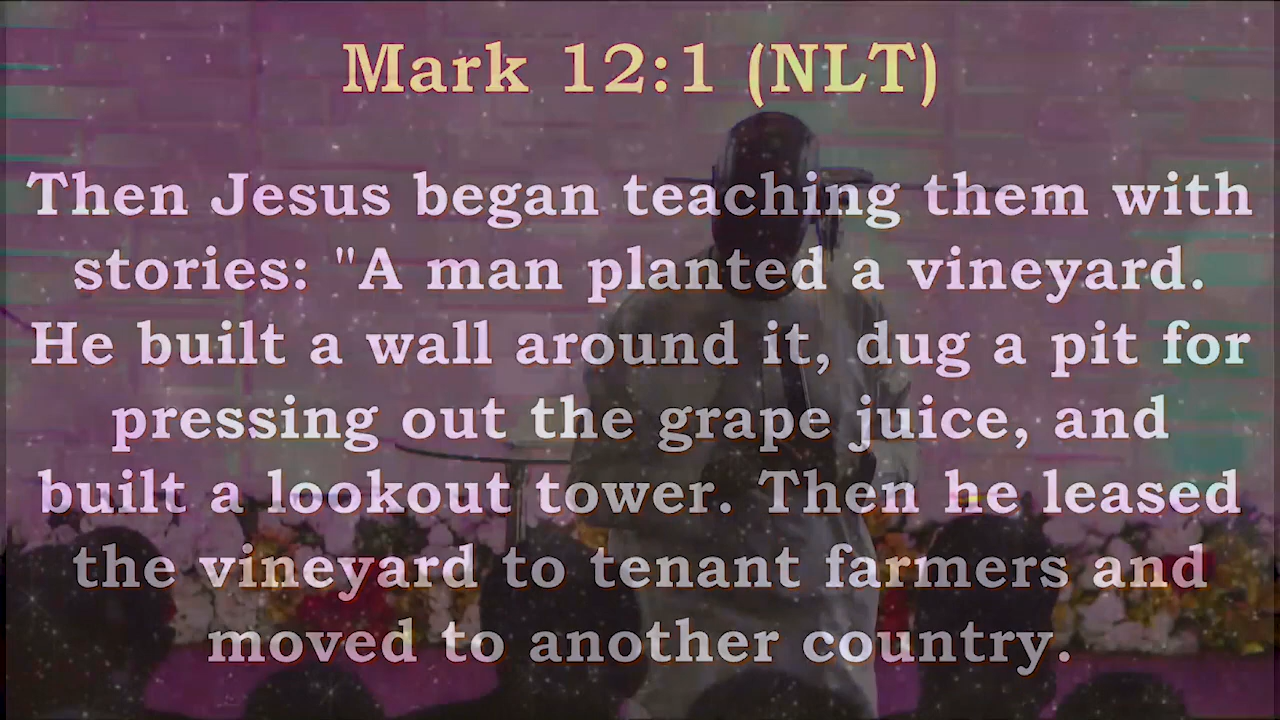 Mark 12:1 (NLT)
Then Jesus began teaching them with
stories: "A man planted a vineyard.
He built a wall around it, dug a pit for
pressing out the grape juice, and
built a lookout tower. Then he leased
the vineyard to tenant farmers and
moved to another country.